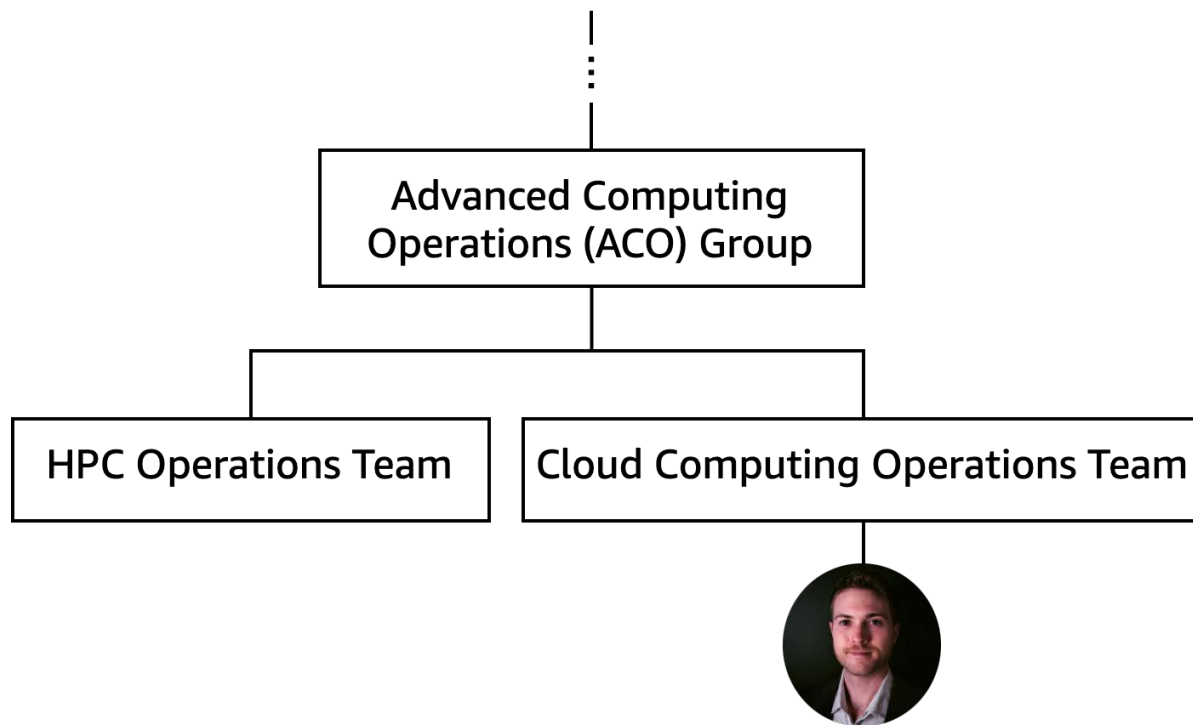 Advanced Computing
Operations (ACO) Group
HPC Operations Team
Cloud Computing Operations Team